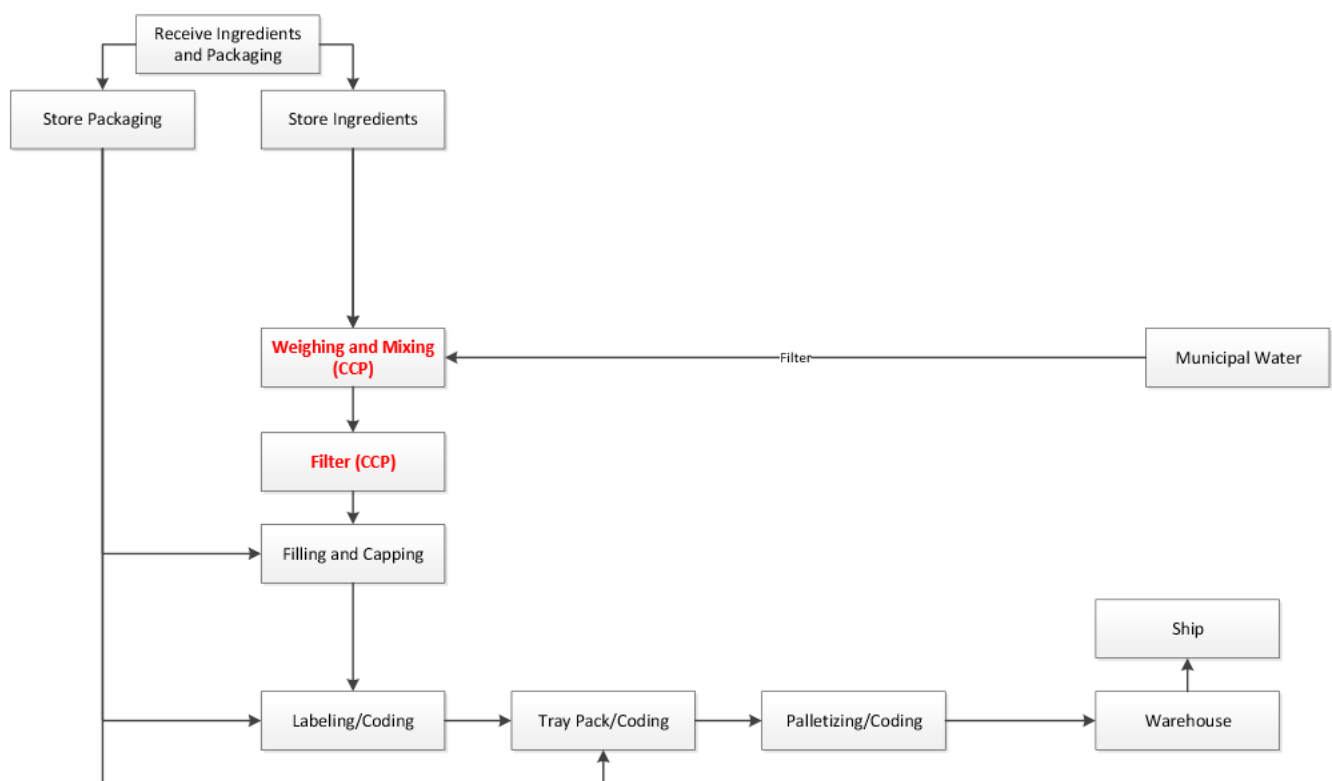 Receive Ingredients
and Packaging
Store Packaging
Store Ingredients
Weighing and Mixing
(CCP)
Filter
Municipal Water
Filter (CCP)
Filling and Capping
Ship
Labeling/Coding
Tray Pack/Coding
Palletizing/Coding
Warehouse